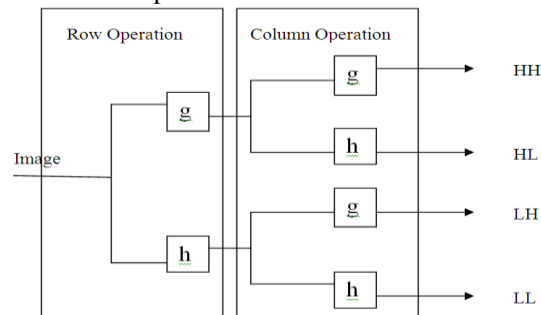 Row Operation
Column Operation
g
HH
g
Image
h
HL
g
LH
h
h
LL